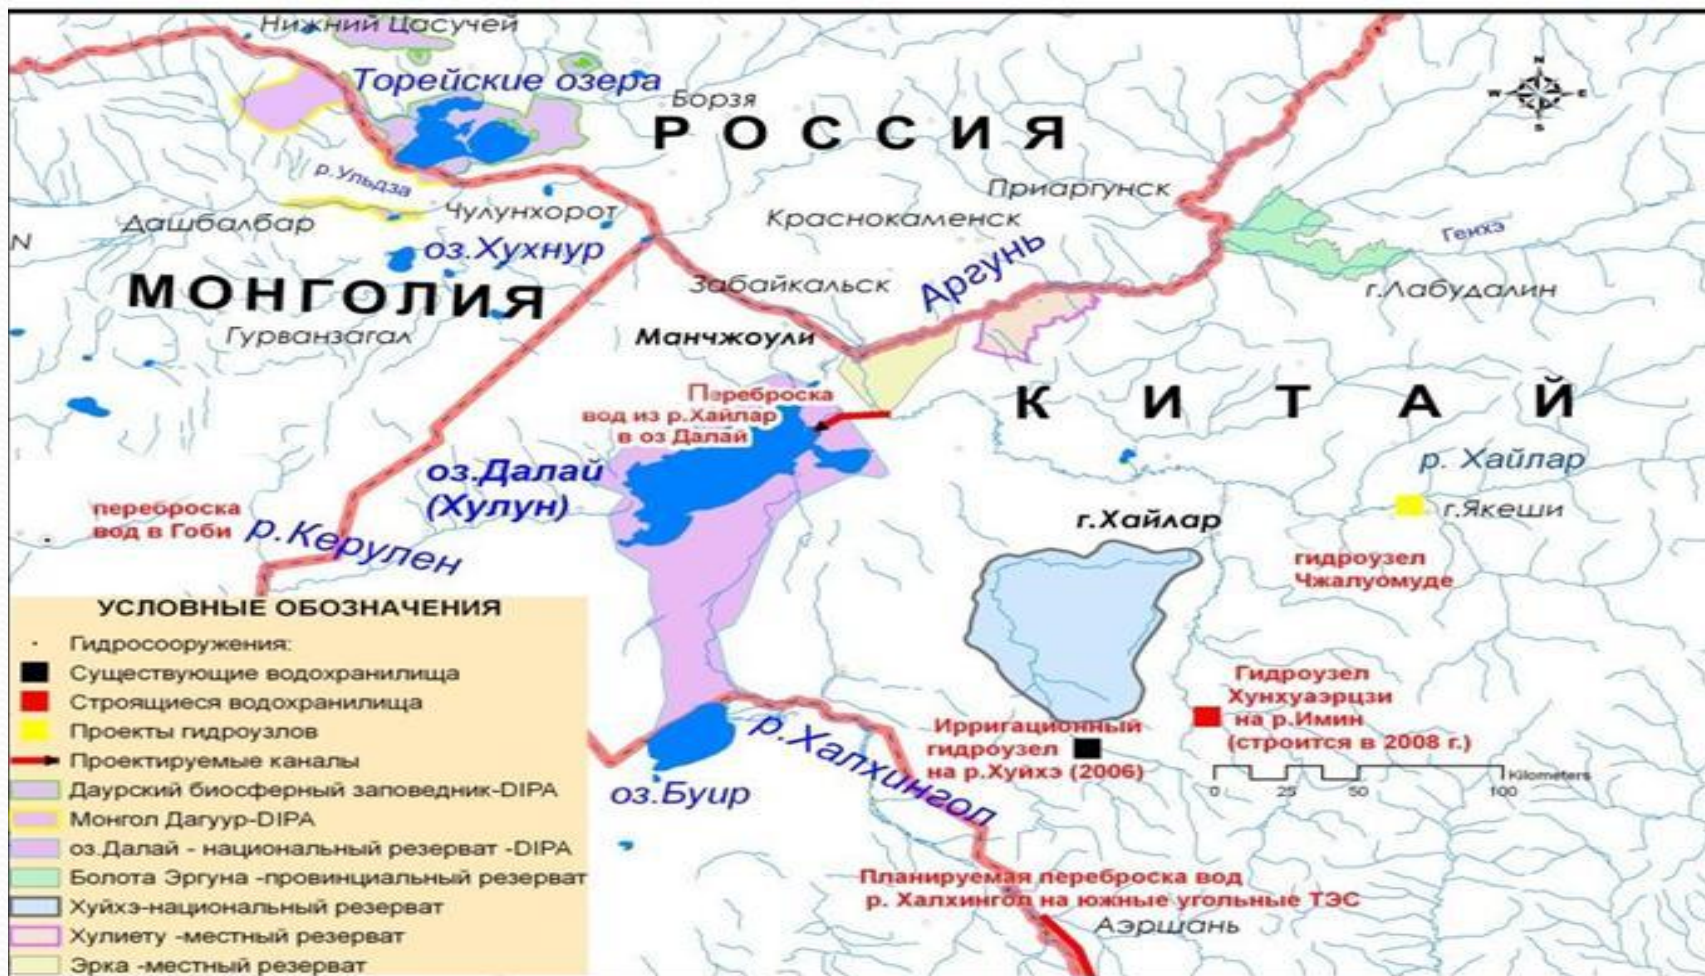 Нижний Цасучей
Торейские озера
Борзя
РОССИЯ
N
W E
S
р.Ульдза
Приаргунск
Дашбалбар
Чулунхорот
Краснокаменск
Генхэ
N
оз.Хухнур
Аргунь
МОНГОЛИЯ
Забайкальск
г.Лабудалин
Гурванзагал
Манчжоули
Переброска
вод из р.Хайлар
в оз Далай
КИТАЙ
оз.Далай
(Хулун)
р. Хайлар
переброска
вод в Гоби
р.Керулен
г.Хайлар
г.Якеши
гидроузел
Чжалуомуде
УСЛОВНЫЕ ОБОЗНАЧЕНИЯ
Гидросооружения:
Существующие водохранилища
Строящиеся водохранилища
Проекты гидроузлов
Проектируемые каналы
Даурский биосферный заповедник-DIPA
Монгол Дагуур-DIPA
оз.Далай - национальный резерват -DIPA
Болота Эргуна -провинциальный резерват
Хуйхэ-национальный резерват
Хулиету -местный резерват
Эрка -местный резерват
оз.Буир
р.Халхингол
Ирригационный
гидроузел
на р.Хуйхэ (2006)
Гидроузел
Хунхуаэрцзи
на р.Имин
(строится в 2008 г.)
Kilometers
0 25 50 100
Планируемая переброска вод
р. Халхингол на южные угольные ТЭС
Аэршань